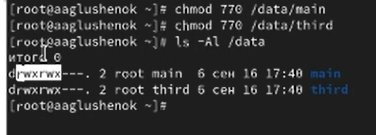 [root@aaglushenok ~]# chmod 770 /data/main
[root@aaglushenok ~]# chmod 770 /data/third
[root@aaglushenok ~]# ls -Al /data
итого 0
drwxrwx---. 2 root main  6 сен 16 17:40 main
drwxrwx---. 2 root third 6 сен 16 17:40 third
[root@aaglushenok ~]#